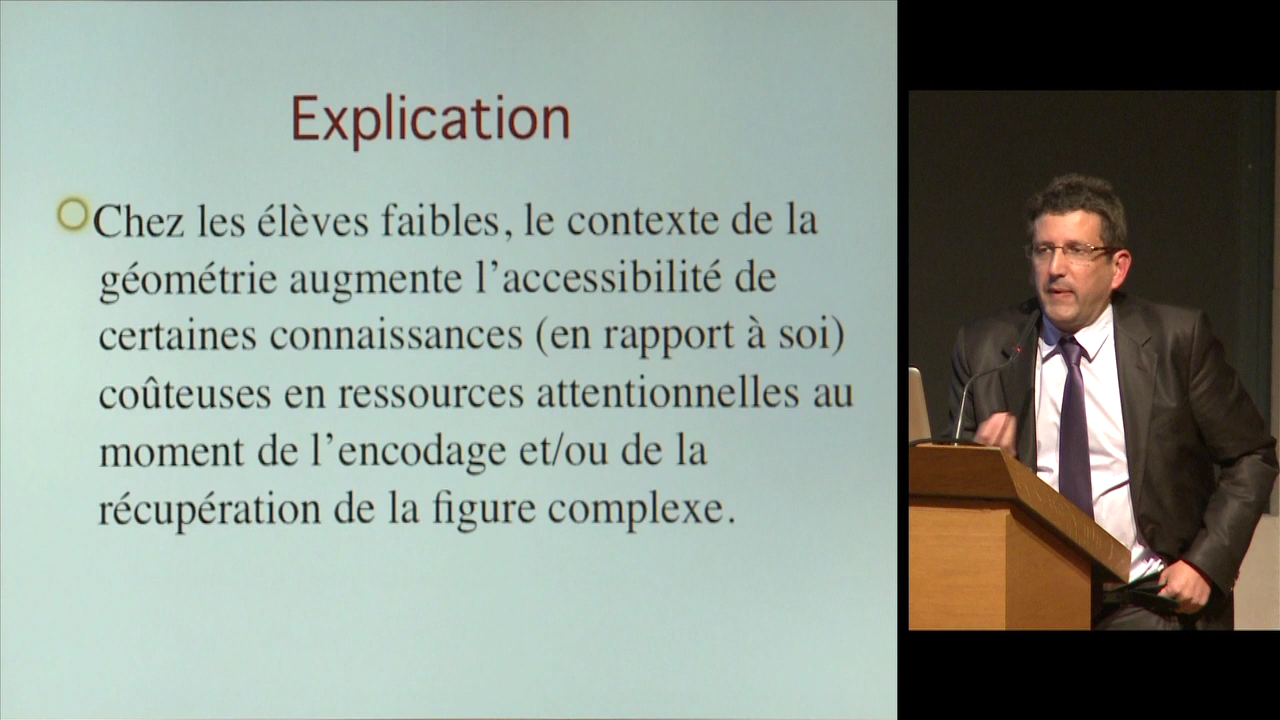 Explication
Chez les élèves faibles, le contexte de la
géométrie augmente l’accessibilité de
certaines connaissances (en rapport à soi)
coûteuses en ressources attentionnelles au
moment de l’encodage et/ou de la
récupération de la figure complexe.